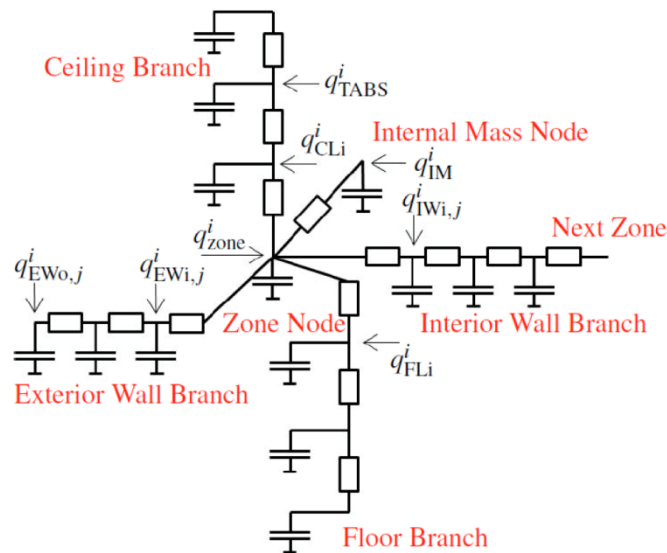 Ceiling Branch
q^i_TABS
q^i_CLi
Internal Mass Node
q^i_IM
q^i_IWi,j
q^i_zone
Next Zone
q^i_EWo,j
q^i_EWi,j
Zone Node
Interior Wall Branch
q^i_FLi
Exterior Wall Branch
Floor Branch